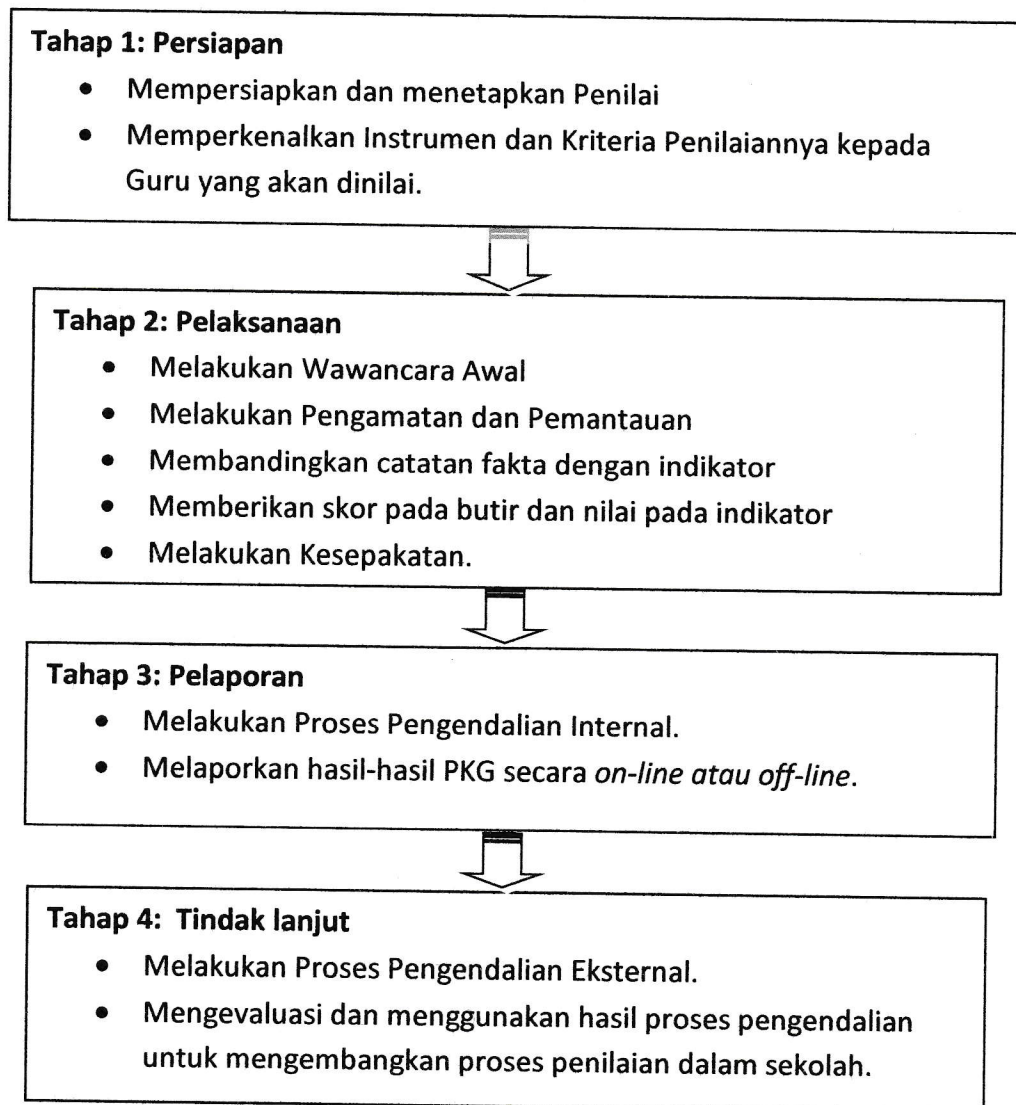 Tahap 1: Persiapan
• Mempersiapkan dan menetapkan Penilai
• Memperkenalkan Instrumen dan Kriteria Penilaiannya kepada
Guru yang akan dinilai.
Tahap 2: Pelaksanaan
• Melakukan Wawancara Awal
• Melakukan Pengamatan dan Pemantauan
• Membandingkan catatan fakta dengan indikator
• Memberikan skor pada butir dan nilai pada indikator
• Melakukan Kesepakatan.
Tahap 3: Pelaporan
• Melakukan Proses Pengendalian Internal.
• Melaporkan hasil-hasil PKG secara on-line atau off-line.
Tahap 4: Tindak lanjut
• Melakukan Proses Pengendalian Eksternal.
• Mengevaluasi dan menggunakan hasil proses pengendalian
untuk mengembangkan proses penilaian dalam sekolah.